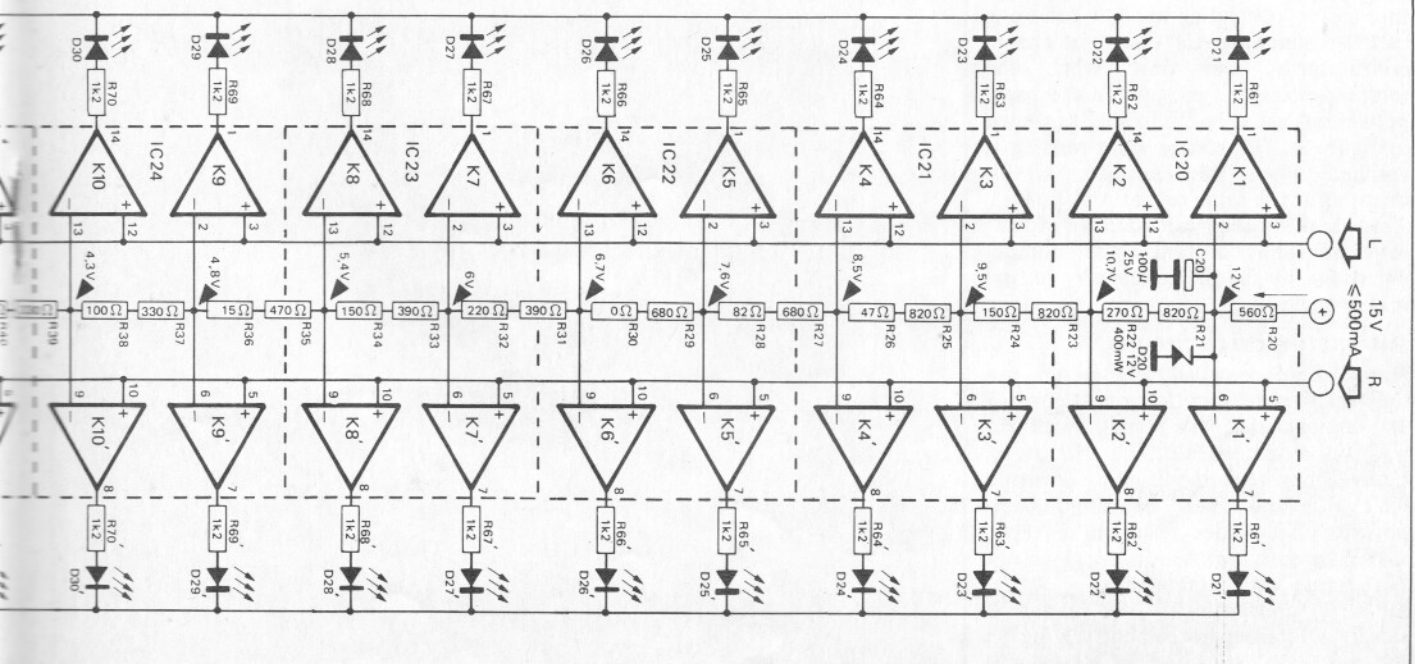 L
≤500mA
15V
R
D21
D22
D23
D24
D25
D26
D27
D28
D29
D30
R61
1k2
R62
1k2
R63
1k2
R64
1k2
R65
1k2
R66
1k2
R67
1k2
R68
1k2
R69
1k2
R70
1k2
1
14
1
14
1
14
1
14
1
14
K1
IC20
K2
K3
IC21
K4
K5
IC22
K6
K7
IC23
K8
K9
IC24
K10
+
−
2
3
12
13
2
3
12
13
2
3
12
13
2
3
12
13
2
3
12
13
C20
100µ
25V
12V
10,7V
9,5V
8,5V
7,6V
6,7V
6V
5,4V
4,8V
4,3V
+
560Ω
R20
820Ω
R21
270Ω
R22
820Ω
R23
150Ω
R24
820Ω
R25
47Ω
R26
680Ω
R27
82Ω
R28
680Ω
R29
0Ω
R30
390Ω
R31
220Ω
R32
390Ω
R33
150Ω
R34
470Ω
R35
15Ω
R36
330Ω
R37
100Ω
R38
R39
D20
12V
400mW
5
6
10
9
5
6
10
9
5
6
10
9
5
6
10
9
5
6
10
9
K1'
K2'
K3'
K4'
K5'
K6'
K7'
K8'
K9'
K10'
7
8
7
8
7
8
7
8
7
8
R61'
1k2
R62'
1k2
R63'
1k2
R64'
1k2
R65'
1k2
R66'
1k2
R67'
1k2
R68'
1k2
R69'
1k2
R70'
1k2
D21'
D22'
D23'
D24'
D25'
D26'
D27'
D28'
D29'
D30'